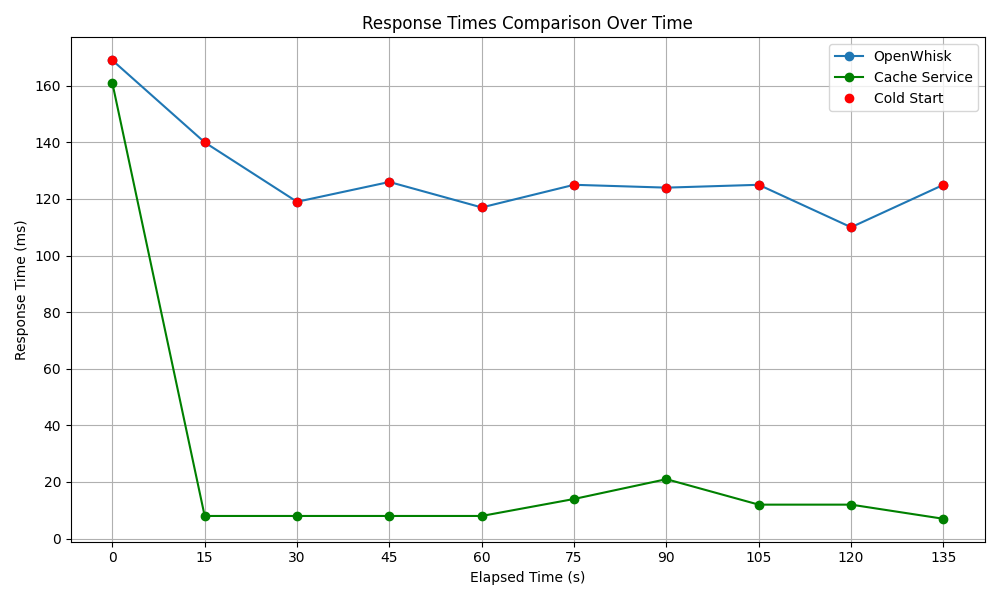 Response Times Comparison Over Time
OpenWhisk
Cache Service
Cold Start
Response Time (ms)
160
140
120
100
80
60
40
20
0
0 15 30 45 60 75 90 105 120 135
Elapsed Time (s)